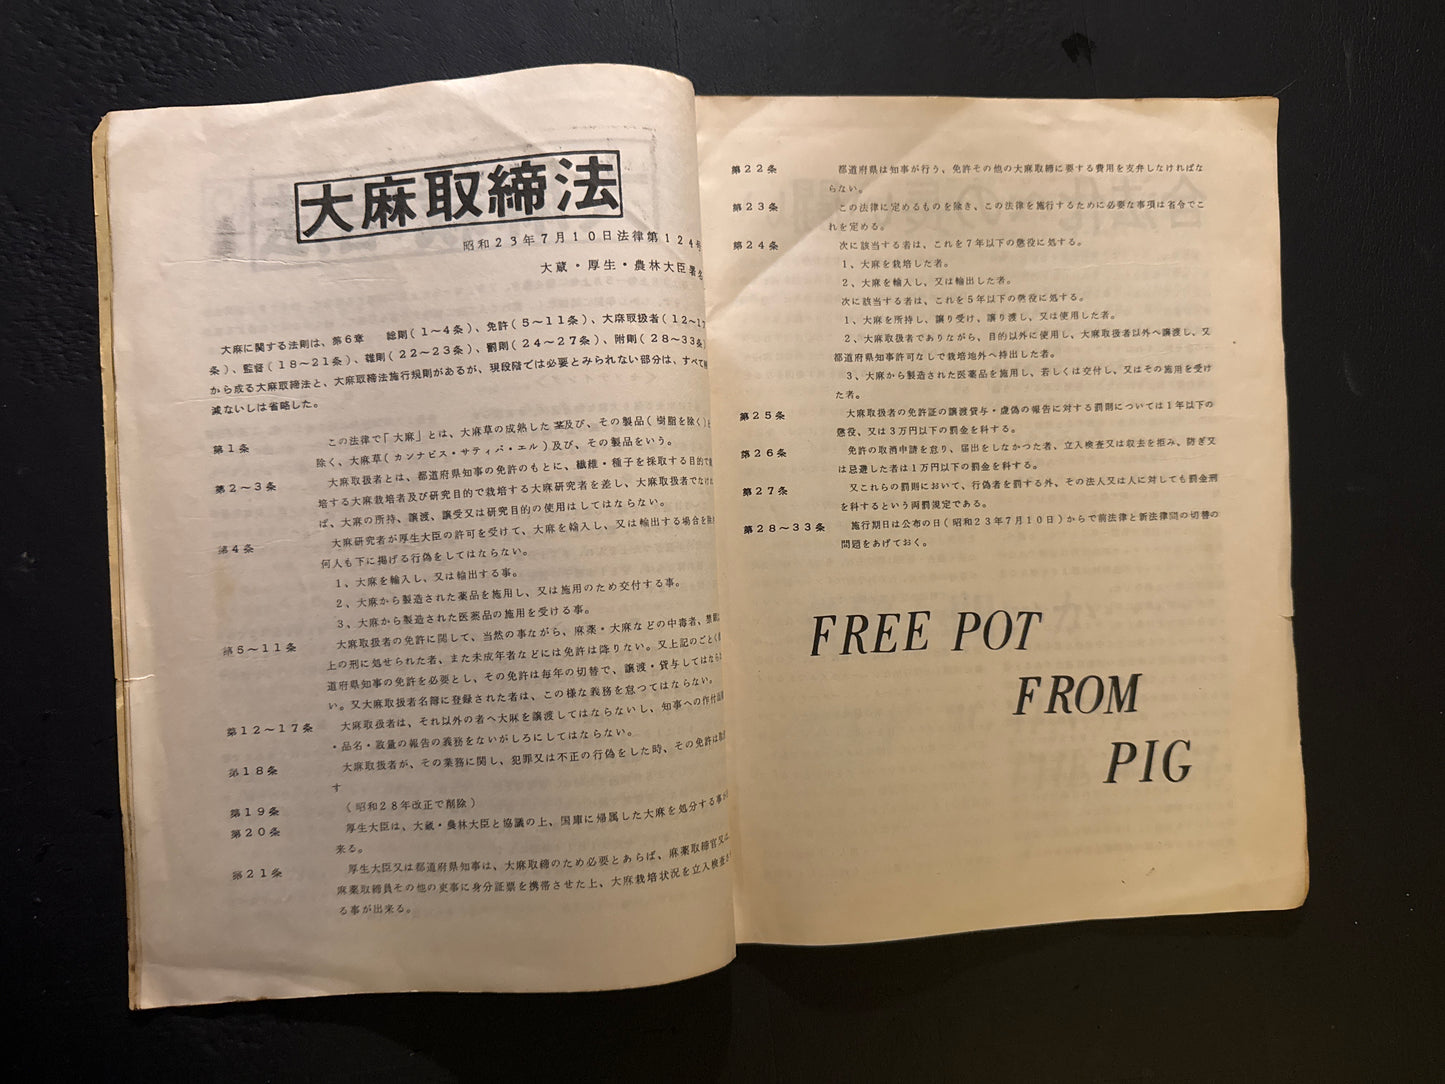 大麻取締法
昭和23年7月10日法律第124号
大蔵・厚生・農林大臣署名
大麻に関する法則は、第6章　総則(1〜4条)、免許(5〜11条)、大麻取扱者(12〜17
条)、監督(18〜21条)、雑則(22〜23条)、罰則(24〜27条)、附則(28〜33条)
から成る大麻取締法と、大麻取締法施行規則があるが、現段階では必要とみられない部分は、すべて
減ないしは省略した。
第1条　この法律で「大麻」とは、大麻草の成熟した茎及び、その製品(樹脂を除く)
除く、大麻草(カンナビス・サティバ・エル)及び、その製品をいう。
第2〜3条　大麻取扱者とは、都道府県知事の免許のもとに、繊維・種子を採取する目的で
培する大麻栽培者及び研究目的で栽培する大麻研究者を差し、大麻取扱者でなけ
ば、大麻の所持、譲渡、譲受又は研究目的の使用はしてはならない。
第4条　大麻研究者が厚生大臣の許可を受けて、大麻を輸入し、又は輸出する場合を除
何人も下に掲げる行偽をしてはならない。
1、大麻を輸入し、又は輸出する事。
2、大麻から製造された薬品を施用し、又は施用のため交付する事。
3、大麻から製造された医薬品の施用を受ける事。
第5〜11条　大麻取扱者の免許に関して、当然の事ながら、麻薬・大麻などの中毒者、禁錮
上の刑に処せられた者、また未成年者などには免許は降りない。又上記のごとく
道府県知事の免許を必要とし、その免許は毎年の切替で、譲渡・貸与してはならな
い。又大麻取扱者名簿に登録された者は、この様な義務を怠つてはならない。
第12〜17条　大麻取扱者は、それ以外の者へ大麻を譲渡してはならないし、知事への作付
・品名・数量の報告の義務をないがしろにしてはならない。
第18条　大麻取扱者が、その業務に関し、犯罪又は不正の行偽をした時、その免許は取
す
第19条　(昭和28年改正で削除)
第20条　厚生大臣は、大蔵・農林大臣と協議の上、国庫に帰属した大麻を処分する事が
来る。
第21条　厚生大臣又は都道府県知事は、大麻取締のため必要とあらば、麻薬取締官又は
麻薬取締員その他の吏事に身分証票を携帯させた上、大麻栽培状況を立入検査
る事が出来る。
第22条　都道府県は知事が行う、免許その他の大麻取締に要する費用を支弁しなければな
らない。
第23条　この法律に定めるものを除き、この法律を施行するために必要な事項は省令でこ
れを定める。
第24条　次に該当する者は、これを7年以下の懲役に処する。
1、大麻を栽培した者。
2、大麻を輸入し、又は輸出した者。
次に該当する者は、これを5年以下の懲役に処する。
1、大麻を所持し、譲り受け、譲り渡し、又は使用した者。
2、大麻取扱者でありながら、目的以外に使用し、大麻取扱者以外へ譲渡し、又
都道府県知事許可なしで栽培地外へ持出した者。
3、大麻から製造された医薬品を施用し、若しくは交付し、又はその施用を受け
た者。
第25条　大麻取扱者の免許証の譲渡貸与・虚偽の報告に対する罰則については1年以下の
懲役、又は3万円以下の罰金を科する。
第26条　免許の取消申請を怠り、届出をしなかつた者、立入検査又は収去を拒み、防ぎ又
は忌避した者は1万円以下の罰金を科する。
第27条　又これらの罰則において、行偽者を罰する外、その法人又は人に対しても罰金刑
を科するという両罰規定である。
第28〜33条　施行期日は公布の日(昭和23年7月10日)からで前法律と新法律間の切替の
問題をあげておく。
FREE POT
FROM
PIG